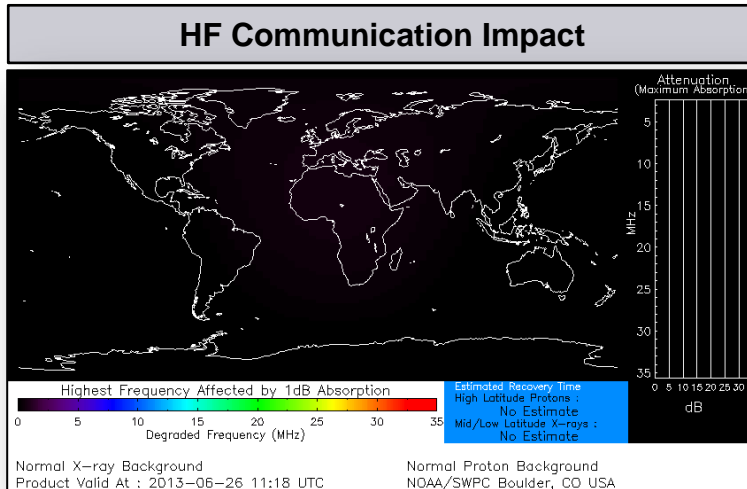 HF Communication Impact
Attenuation
(Maximum Absorption
5
10
15
20
25
30
35
MHz
0 5 10 15 20 25 30
dB
Highest Frequency Affected by 1dB Absorption
0 5 10 15 20 25 30 35
Degraded Frequency (MHz)
Estimated Recovery Time
High Latitude Protons :
No Estimate
Mid/Low Latitude X-rays :
No Estimate
Normal X-ray Background
Product Valid At : 2013-06-26 11:18 UTC
Normal Proton Background
NOAA/SWPC Boulder, CO USA